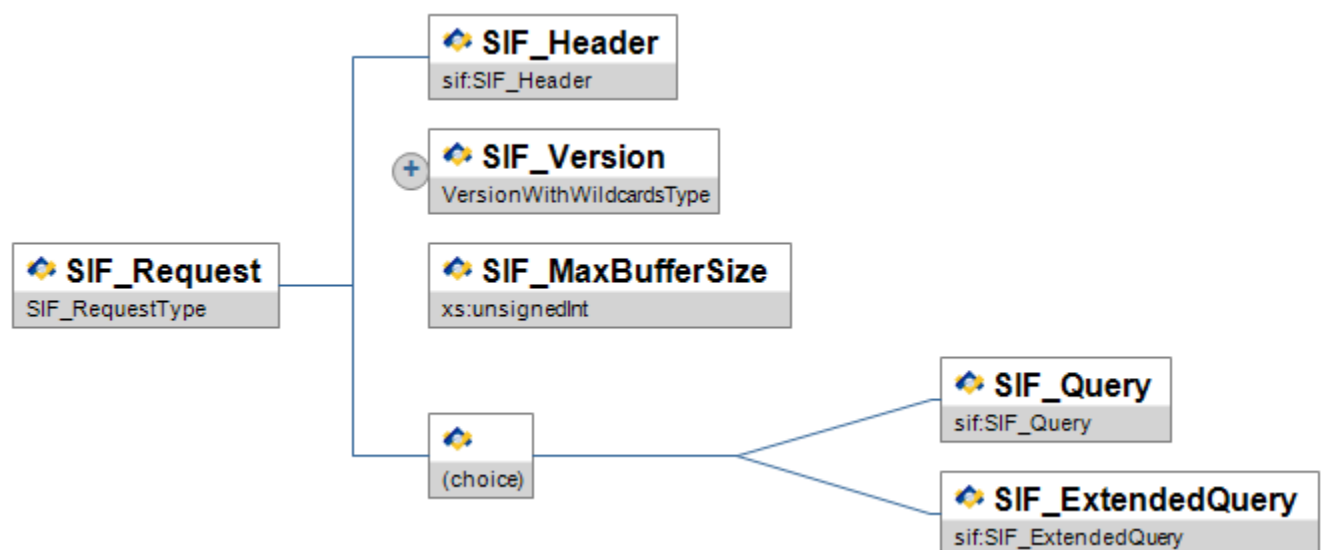 SIF_Header
sif:SIF_Header
+
SIF_Version
VersionWithWildcardsType
SIF_Request
SIF_RequestType
SIF_MaxBufferSize
xs:unsignedInt
SIF_Query
sif:SIF_Query
(choice)
SIF_ExtendedQuery
sif:SIF_ExtendedQuery